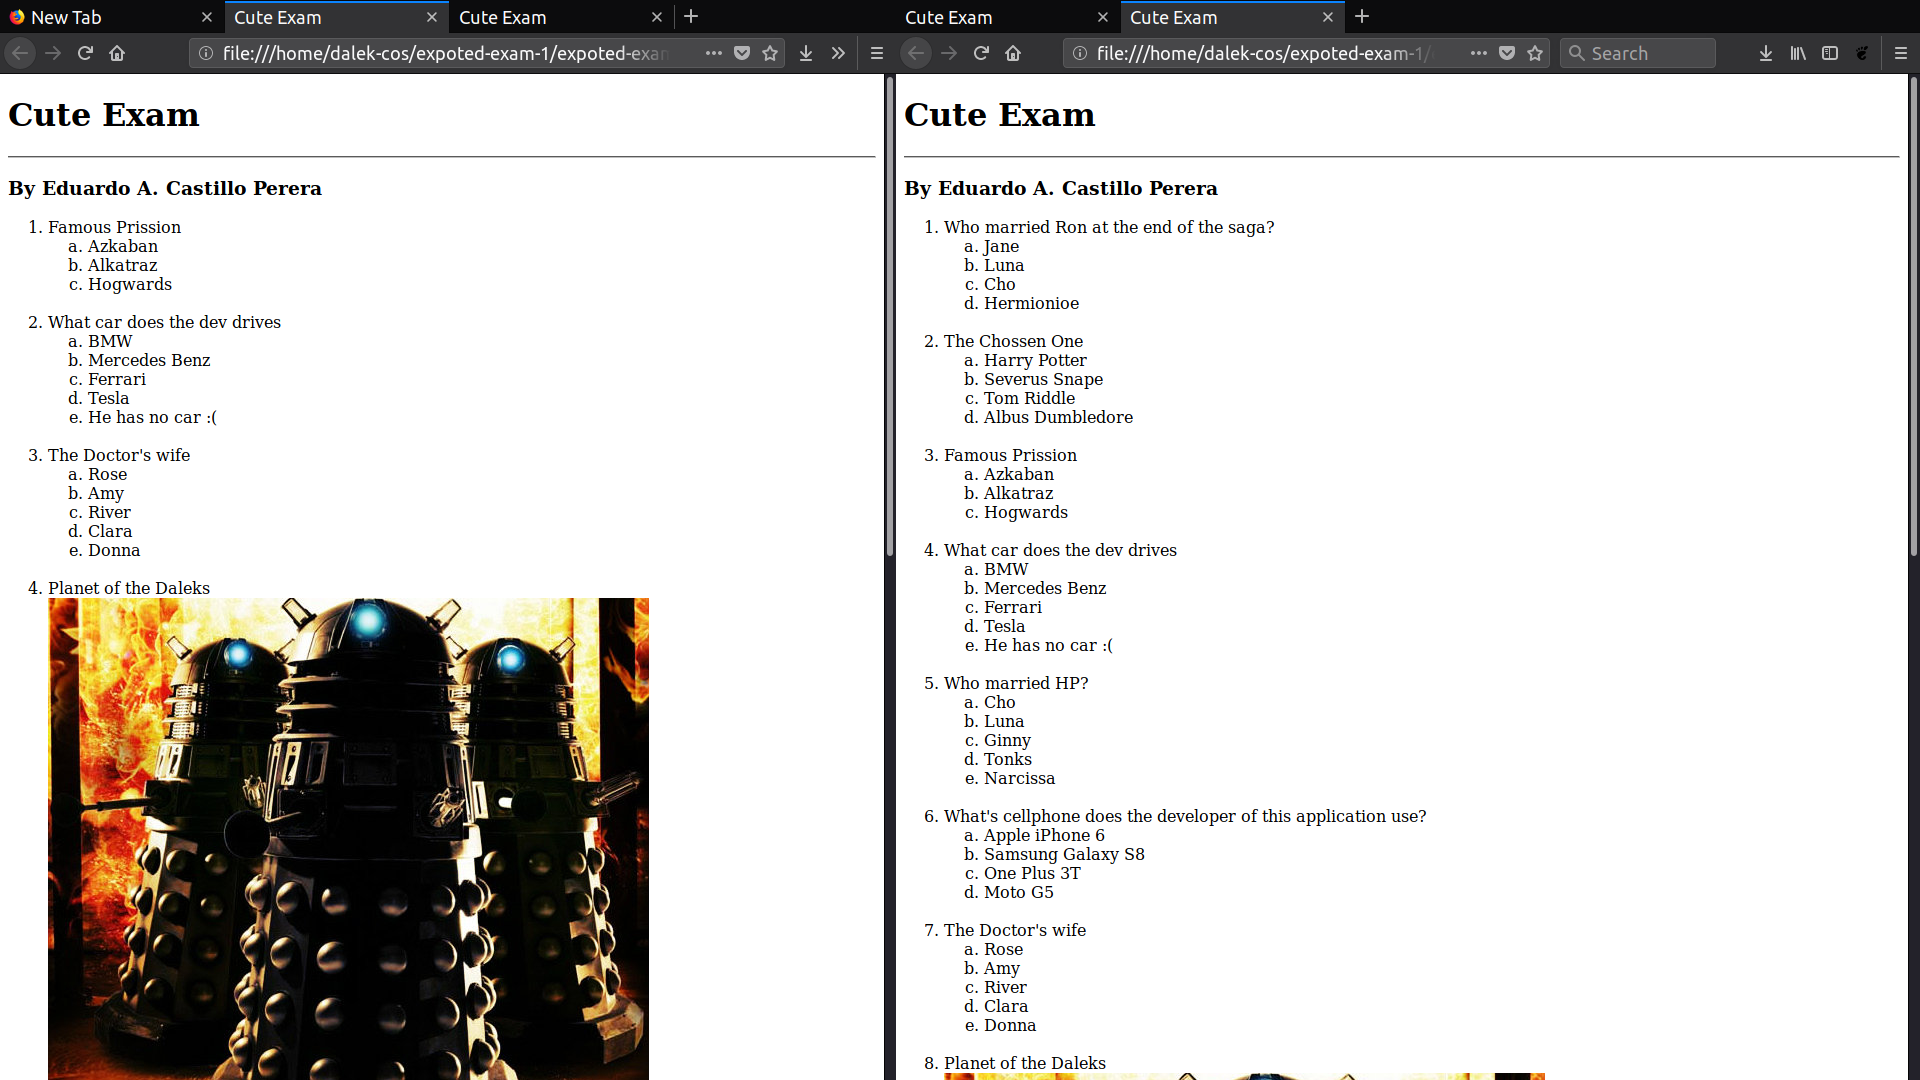 New Tab
Cute Exam
Cute Exam
file:///home/dalek-cos/expoted-exam-1/expoted-exam
Cute Exam
By Eduardo A. Castillo Perera
1. Famous Prission
a. Azkaban
b. Alkatraz
c. Hogwards
2. What car does the dev drives
a. BMW
b. Mercedes Benz
c. Ferrari
d. Tesla
e. He has no car :(
3. The Doctor's wife
a. Rose
b. Amy
c. River
d. Clara
e. Donna
4. Planet of the Daleks
Cute Exam
Cute Exam
file:///home/dalek-cos/expoted-exam-1/
Search
Cute Exam
By Eduardo A. Castillo Perera
1. Who married Ron at the end of the saga?
a. Jane
b. Luna
c. Cho
d. Hermionioe
2. The Chossen One
a. Harry Potter
b. Severus Snape
c. Tom Riddle
d. Albus Dumbledore
3. Famous Prission
a. Azkaban
b. Alkatraz
c. Hogwards
4. What car does the dev drives
a. BMW
b. Mercedes Benz
c. Ferrari
d. Tesla
e. He has no car :(
5. Who married HP?
a. Cho
b. Luna
c. Ginny
d. Tonks
e. Narcissa
6. What's cellphone does the developer of this application use?
a. Apple iPhone 6
b. Samsung Galaxy S8
c. One Plus 3T
d. Moto G5
7. The Doctor's wife
a. Rose
b. Amy
c. River
d. Clara
e. Donna
8. Planet of the Daleks